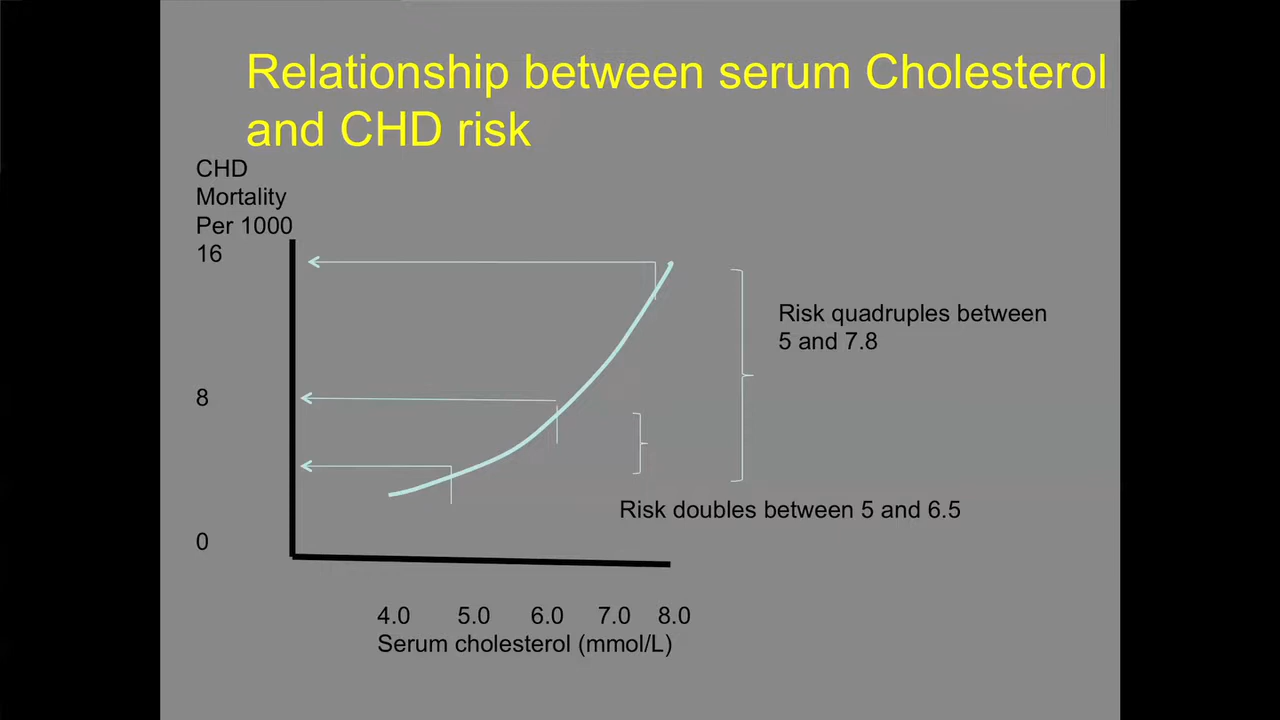 Relationship between serum Cholesterol
and CHD risk
CHD
Mortality
Per 1000
16
Risk quadruples between
5 and 7.8
8
Risk doubles between 5 and 6.5
0
4.0 5.0 6.0 7.0 8.0
Serum cholesterol (mmol/L)